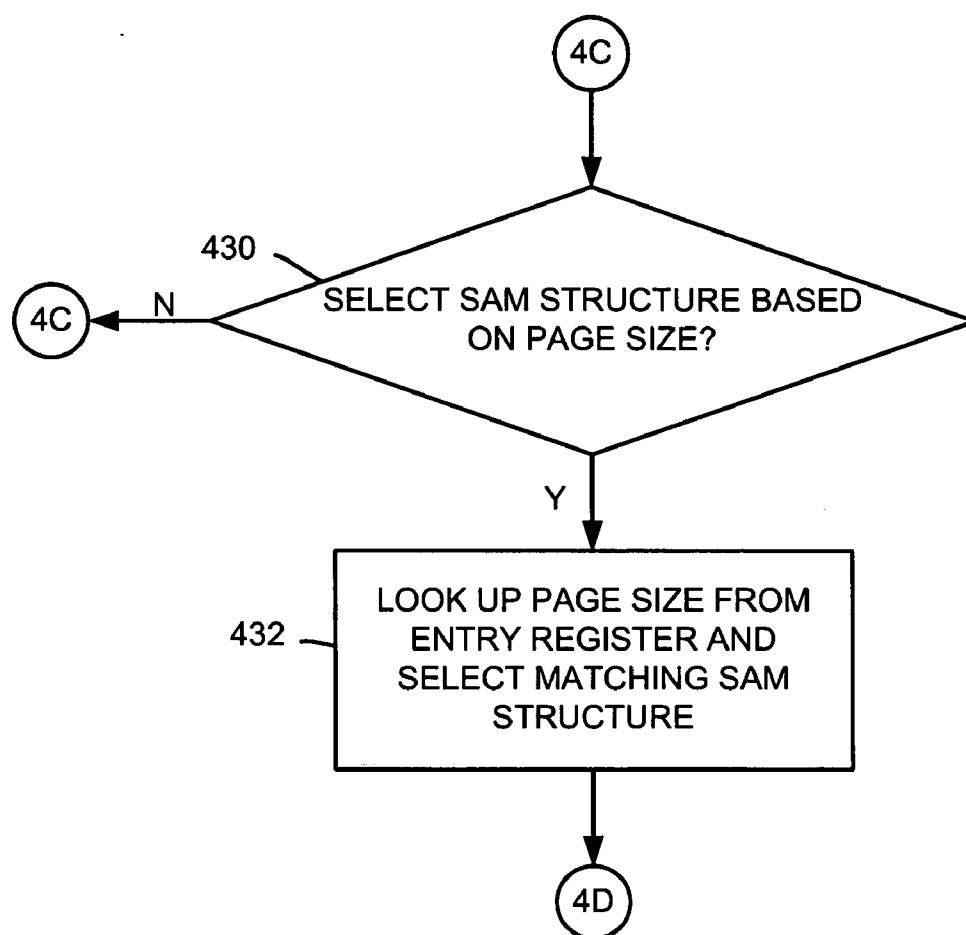 4C
430
SELECT SAM STRUCTURE BASED
ON PAGE SIZE?
N
4C
Y
432
LOOK UP PAGE SIZE FROM
ENTRY REGISTER AND
SELECT MATCHING SAM
STRUCTURE
4D